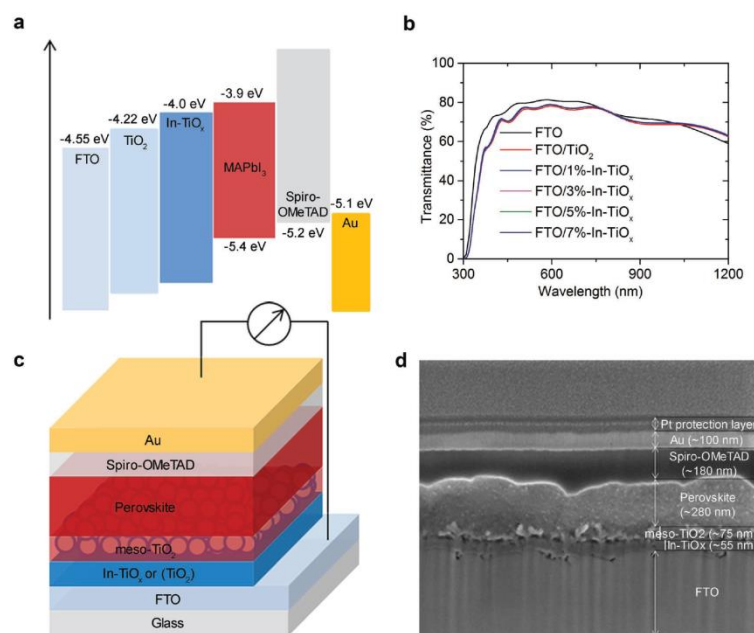 a
-3.9 eV
-4.0 eV
-4.22 eV
In-TiOₓ
-4.55 eV
TiO₂
FTO
MAPbI₃
Spiro-
OMeTAD
-5.1 eV
-5.2 eV
Au
-5.4 eV
b
100
80
60
40
20
0
Transmittance (%)
FTO
FTO/TiO₂
FTO/1%-In-TiOₓ
FTO/3%-In-TiOₓ
FTO/5%-In-TiOₓ
FTO/7%-In-TiOₓ
300 600 900 1200
Wavelength (nm)
c
Au
Spiro-OMeTAD
Perovskite
meso-TiO₂
In-TiOₓ or (TiO₂)
FTO
Glass
d
Pt protection layer
Au (~100 nm)
Spiro-OMeTAD
(~180 nm)
Perovskite
(~280 nm)
meso-TiO2 (~75 nm)
In-TiOx (~55 nm)
FTO